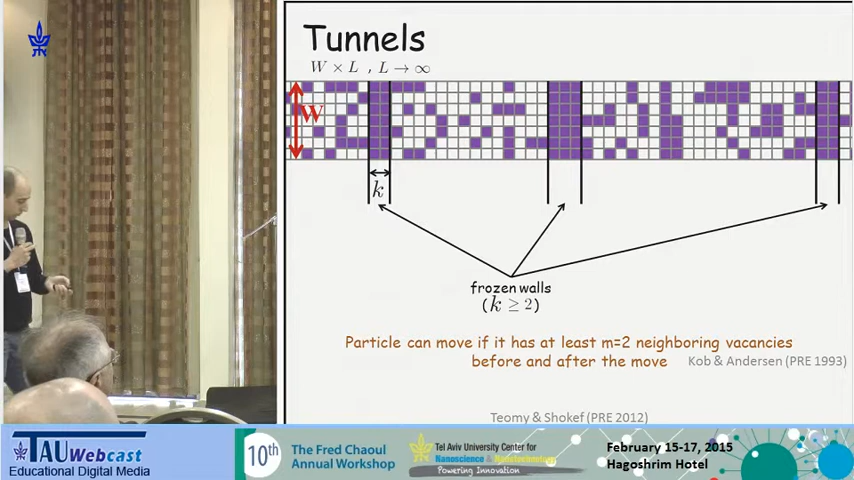 Tunnels
W × L , L → ∞
W
k
frozen walls
(k ≥ 2)
Particle can move if it has at least m=2 neighboring vacancies
before and after the move
Kob & Andersen (PRE 1993)
Teomy & Shokef (PRE 2012)
TAU Webcast
Educational Digital Media
10th
The Fred Chaoul
Annual Workshop
Tel Aviv University Center for
Nanoscience & Nanotechnology
Powering Innovation
February 15-17, 2015
Hagoshrim Hotel